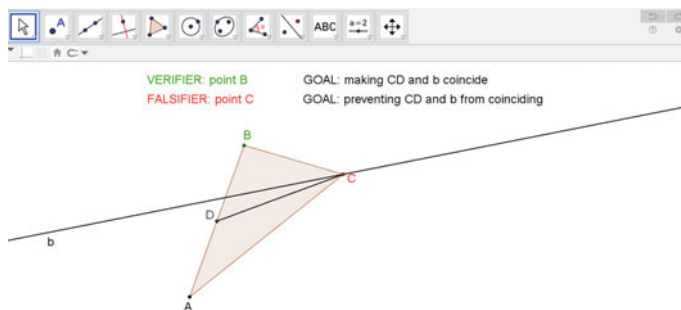 ABC a=2
VERIFIER: point B GOAL: making CD and b coincide
FALSIFIER: point C GOAL: preventing CD and b from coinciding
B
C
D
b
A